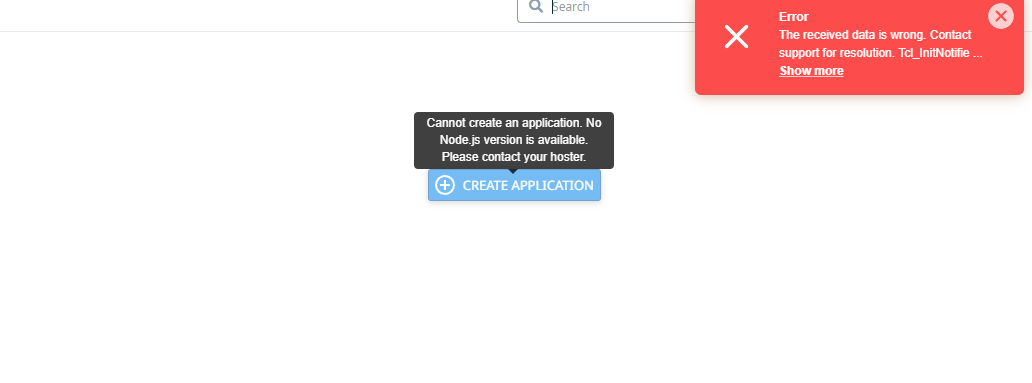 Search
Error
The received data is wrong. Contact
support for resolution. Tcl_InitNotifie ...
Show more
Cannot create an application. No
Node.js version is available.
Please contact your hoster.
CREATE APPLICATION